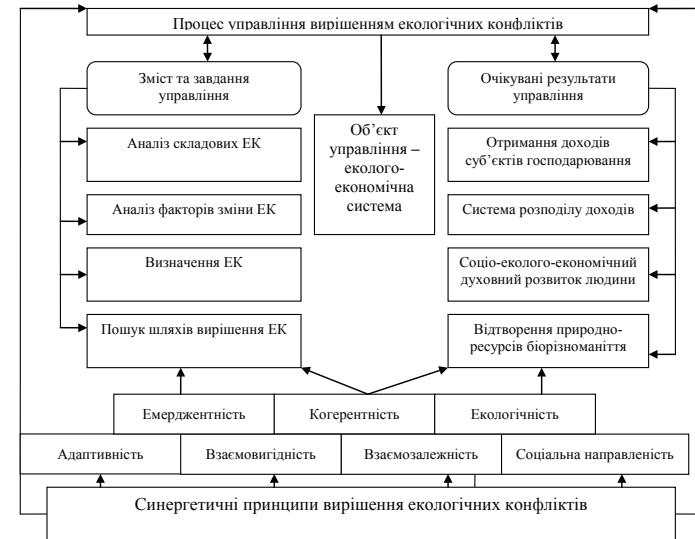 Процес управління вирішенням екологічних конфліктів
Зміст та завдання
управління
Очікувані результати
управління
Об’єкт
управління –
еколого-
економічна
система
Аналіз складових ЕК
Отримання доходів
суб’єктів господарювання
Аналіз факторів зміни ЕК
Система розподілу доходів
Визначення ЕК
Соціо-еколого-економічний
духовний розвиток людини
Пошук шляхів вирішення ЕК
Відтворення природно-
ресурсів біорізноманіття
Емерджентність
Когерентність
Екологічність
Адаптивність
Взаємовигідність
Взаємозалежність
Соціальна направленість
Синергетичні принципи вирішення екологічних конфліктів